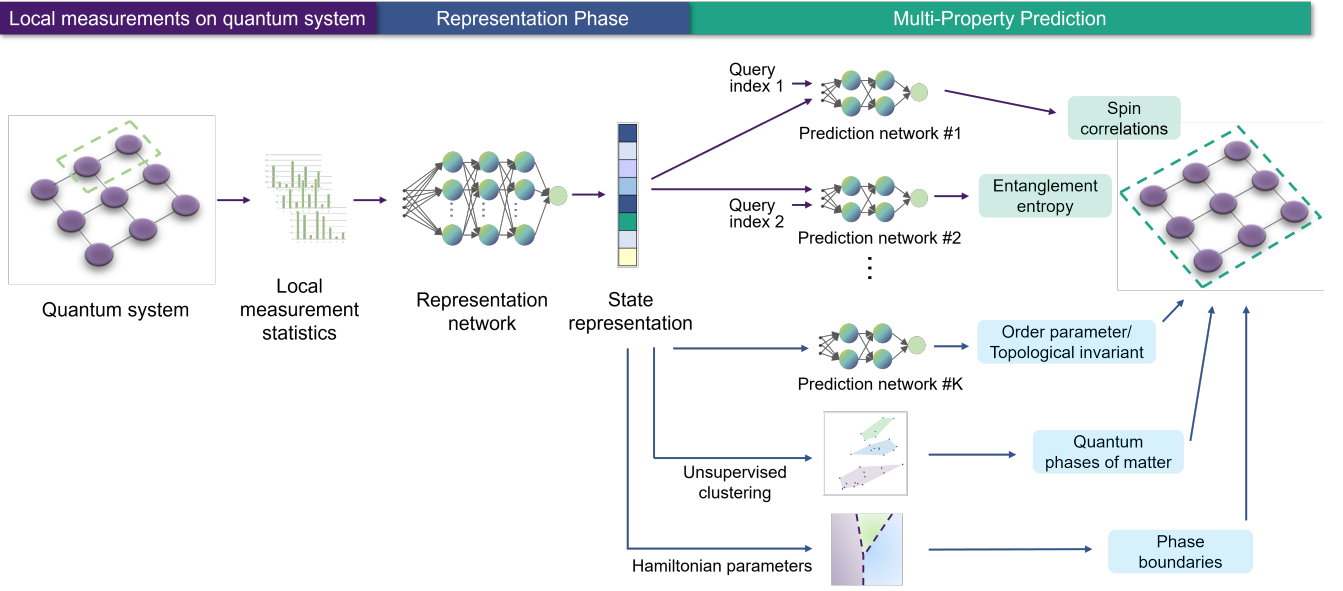 Local measurements on quantum system
Representation Phase
Multi-Property Prediction
Query
index 1
Prediction network #1
Spin
correlations
Query
index 2
Prediction network #2
Entanglement
entropy
Quantum system
Local
measurement
statistics
Representation
network
State
representation
Prediction network #K
Order parameter/
Topological invariant
Unsupervised
clustering
Quantum
phases of matter
Hamiltonian parameters
Phase
boundaries